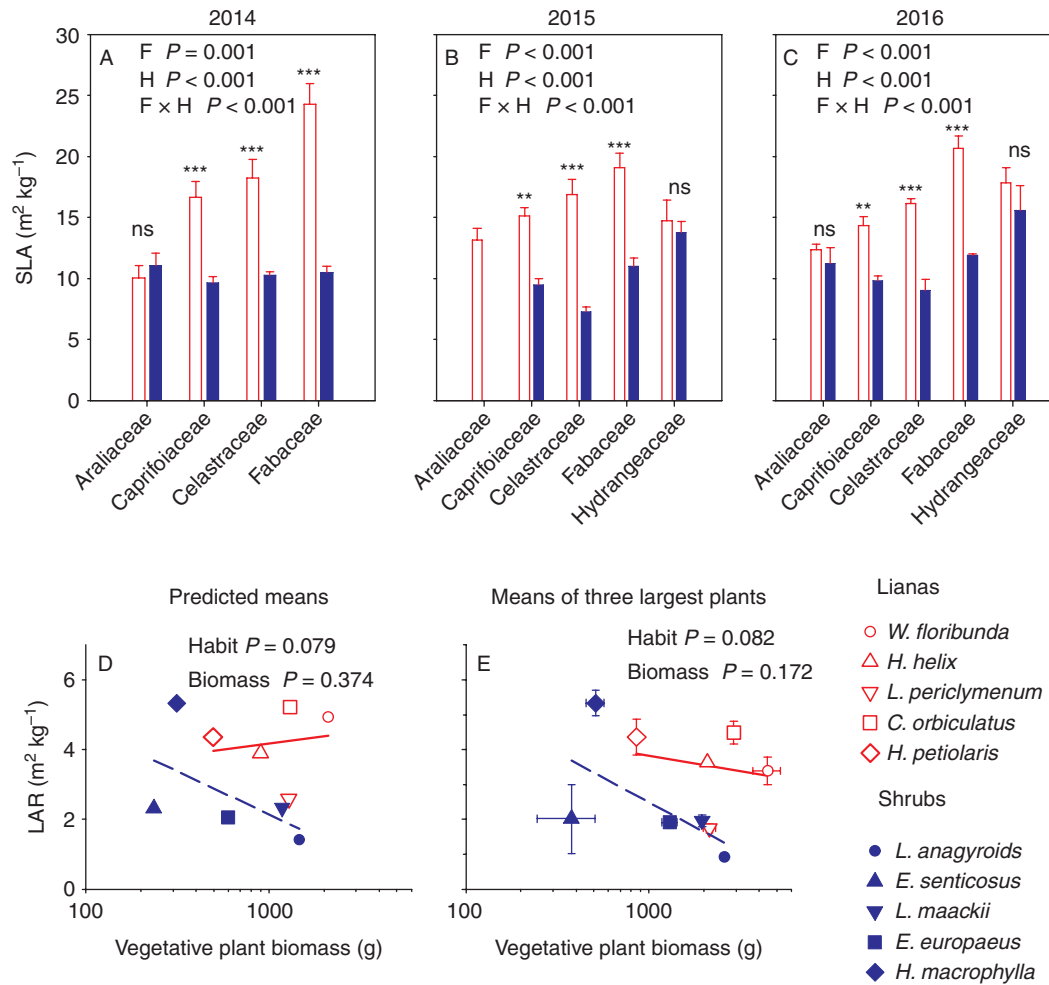 2014
2015
2016
30
25
20
15
10
5
0
SLA (m² kg⁻¹)
A
F P = 0.001
H P < 0.001
F × H P < 0.001
ns
***
***
***
Araliaceae
Caprifoiaceae
Celastraceae
Fabaceae
B
F P < 0.001
H P < 0.001
F × H P < 0.001
**
***
***
ns
Araliaceae
Caprifoiaceae
Celastraceae
Fabaceae
Hydrangeaceae
C
F P < 0.001
H P < 0.001
F × H P < 0.001
ns
**
***
***
ns
Araliaceae
Caprifoiaceae
Celastraceae
Fabaceae
Hydrangeaceae
Predicted means
D
Habit P = 0.079
Biomass P = 0.374
6
4
2
0
LAR (m² kg⁻¹)
100
1000
Vegetative plant biomass (g)
Means of three largest plants
E
Habit P = 0.082
Biomass P = 0.172
100
1000
Vegetative plant biomass (g)
Lianas
W. floribunda
H. helix
L. periclymenum
C. orbiculatus
H. petiolaris
Shrubs
L. anagyroids
E. senticosus
L. maackii
E. europaeus
H. macrophylla